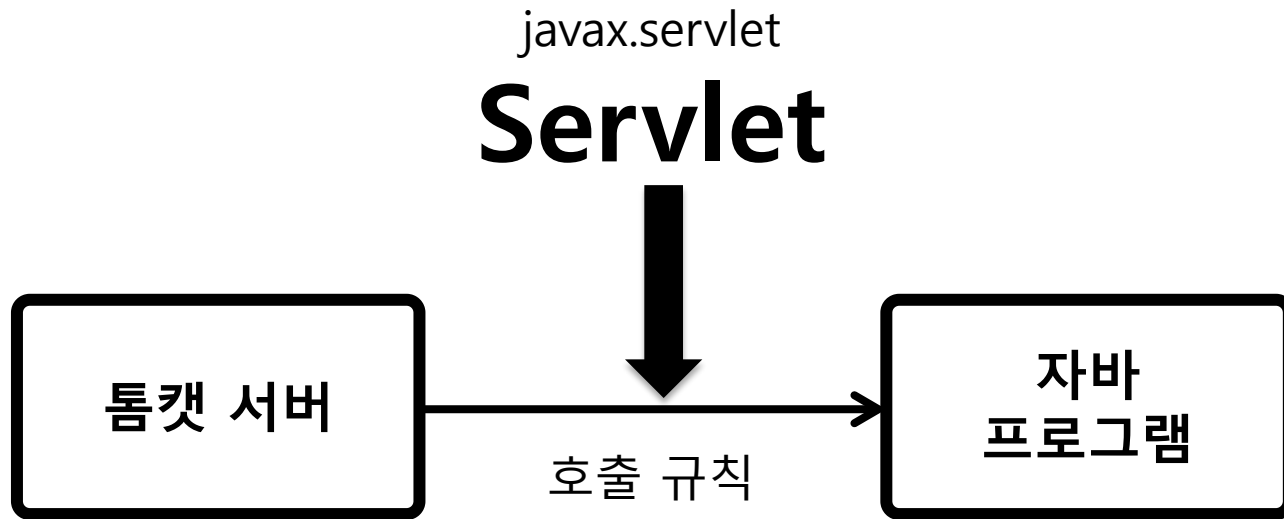 javax.servlet
Servlet
톰캣 서버
호출 규칙
자바
프로그램